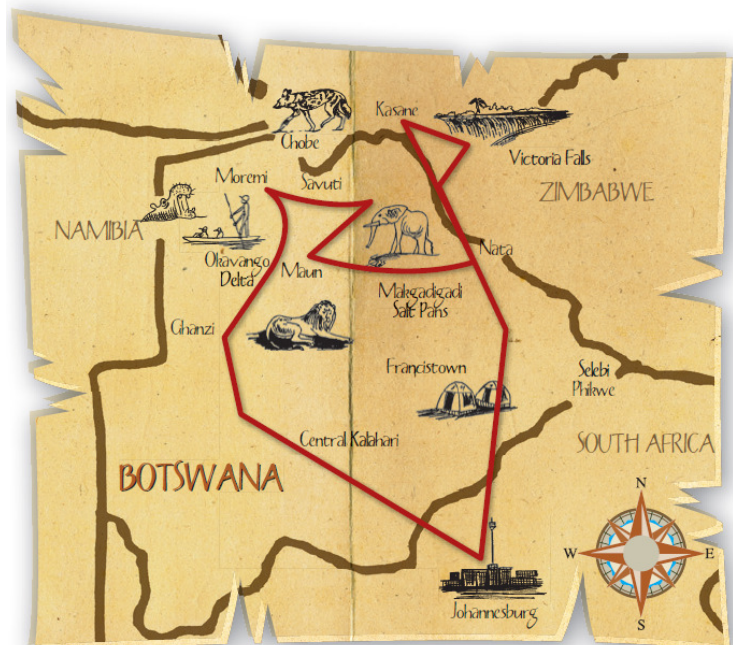 Kasane
Chobe
Victoria Falls
Moremi
Savuti
ZIMBABWE
NAMIBIA
Nata
Okavango
Delta
Maun
Makgadigadi
Salt Pans
Ghanzi
Francistown
Selebi
Phikwe
Central Kalahari
SOUTH AFRICA
BOTSWANA
N
W
E
S
Johannesburg